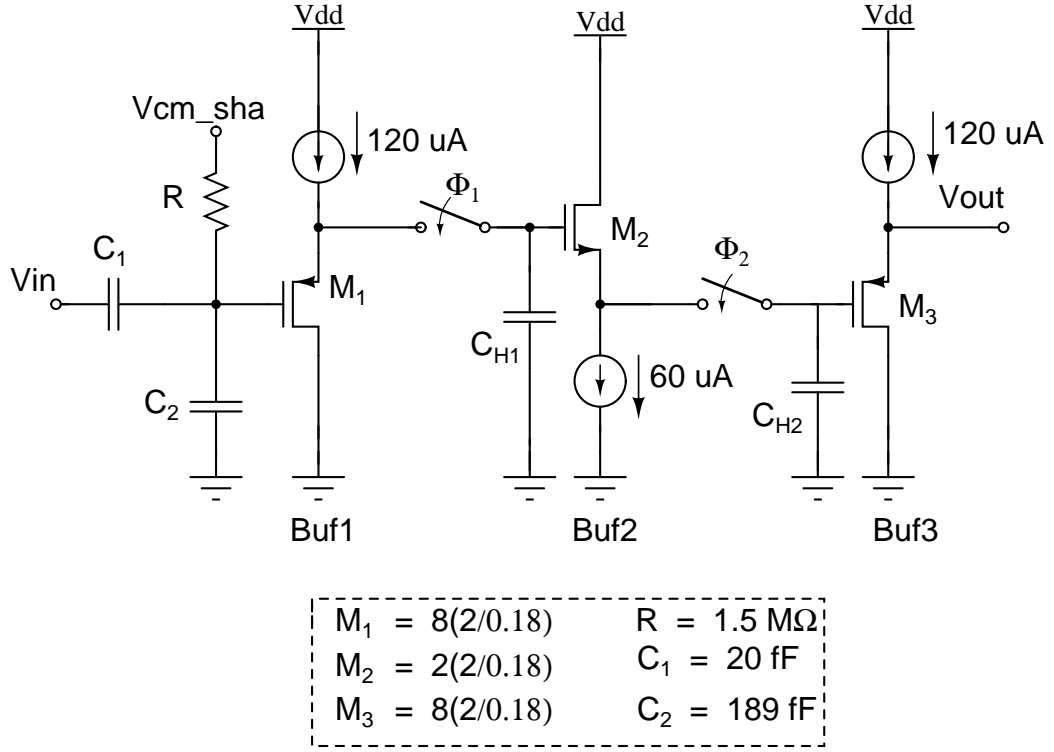 Vdd
Vdd
Vdd
Vcm_sha
120 uA
120 uA
R
Φ1
Vout
C1
M2
Vin
M1
Φ2
M3
CH1
C2
60 uA
CH2
Buf1
Buf2
Buf3
M1 = 8(2/0.18) R = 1.5 MΩ
M2 = 2(2/0.18) C1 = 20 fF
M3 = 8(2/0.18) C2 = 189 fF